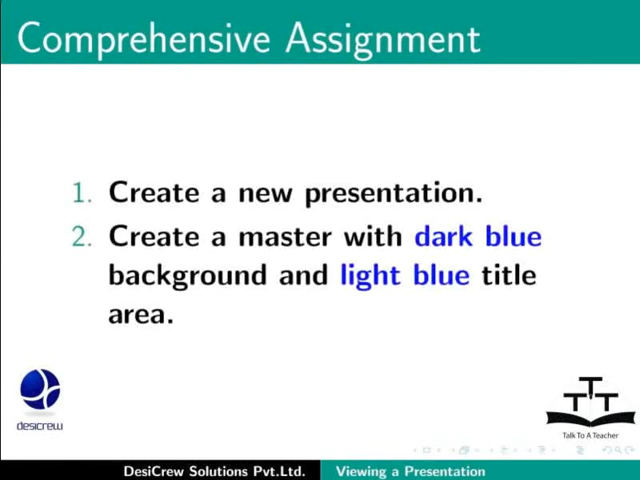 Comprehensive Assignment
1. Create a new presentation.
2. Create a master with dark blue
background and light blue title
area.
desicrew
TTT
Talk To A Teacher
DesiCrew Solutions Pvt.Ltd. Viewing a Presentation